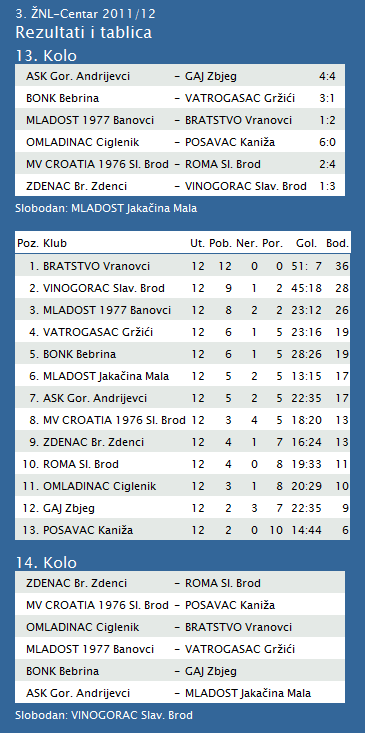 3. ŽNL-Centar 2011/12
Rezultati i tablica
13. Kolo
ASK Gor. Andrijevci - GAJ Zbjeg 4:4
BONK Bebrina - VATROGASAC Gržići 3:1
MLADOST 1977 Banovci - BRATSTVO Vranovci 1:2
OMLADINAC Ciglenik - POSAVAC Kaniža 6:0
MV CROATIA 1976 Sl. Brod - ROMA Sl. Brod 2:4
ZDENAC Br. Zdenci - VINOGORAC Slav. Brod 1:3
Slobodan: MLADOST Jakačina Mala
Poz. Klub Ut. Pob. Ner. Por. Gol. Bod.
1. BRATSTVO Vranovci 12 12 0 0 51: 7 36
2. VINOGORAC Slav. Brod 12 9 1 2 45:18 28
3. MLADOST 1977 Banovci 12 8 2 2 23:12 26
4. VATROGASAC Gržići 12 6 1 5 23:16 19
5. BONK Bebrina 12 6 1 5 28:26 19
6. MLADOST Jakačina Mala 12 5 2 5 13:15 17
7. ASK Gor. Andrijevci 12 5 2 5 22:35 17
8. MV CROATIA 1976 Sl. Brod 12 3 4 5 18:20 13
9. ZDENAC Br. Zdenci 12 4 1 7 16:24 13
10. ROMA Sl. Brod 12 4 0 8 19:33 11
11. OMLADINAC Ciglenik 12 3 1 8 20:29 10
12. GAJ Zbjeg 12 2 3 7 22:35 9
13. POSAVAC Kaniža 12 2 0 10 14:44 6
14. Kolo
ZDENAC Br. Zdenci - ROMA Sl. Brod
MV CROATIA 1976 Sl. Brod - POSAVAC Kaniža
OMLADINAC Ciglenik - BRATSTVO Vranovci
MLADOST 1977 Banovci - VATROGASAC Gržići
BONK Bebrina - GAJ Zbjeg
ASK Gor. Andrijevci - MLADOST Jakačina Mala
Slobodan: VINOGORAC Slav. Brod